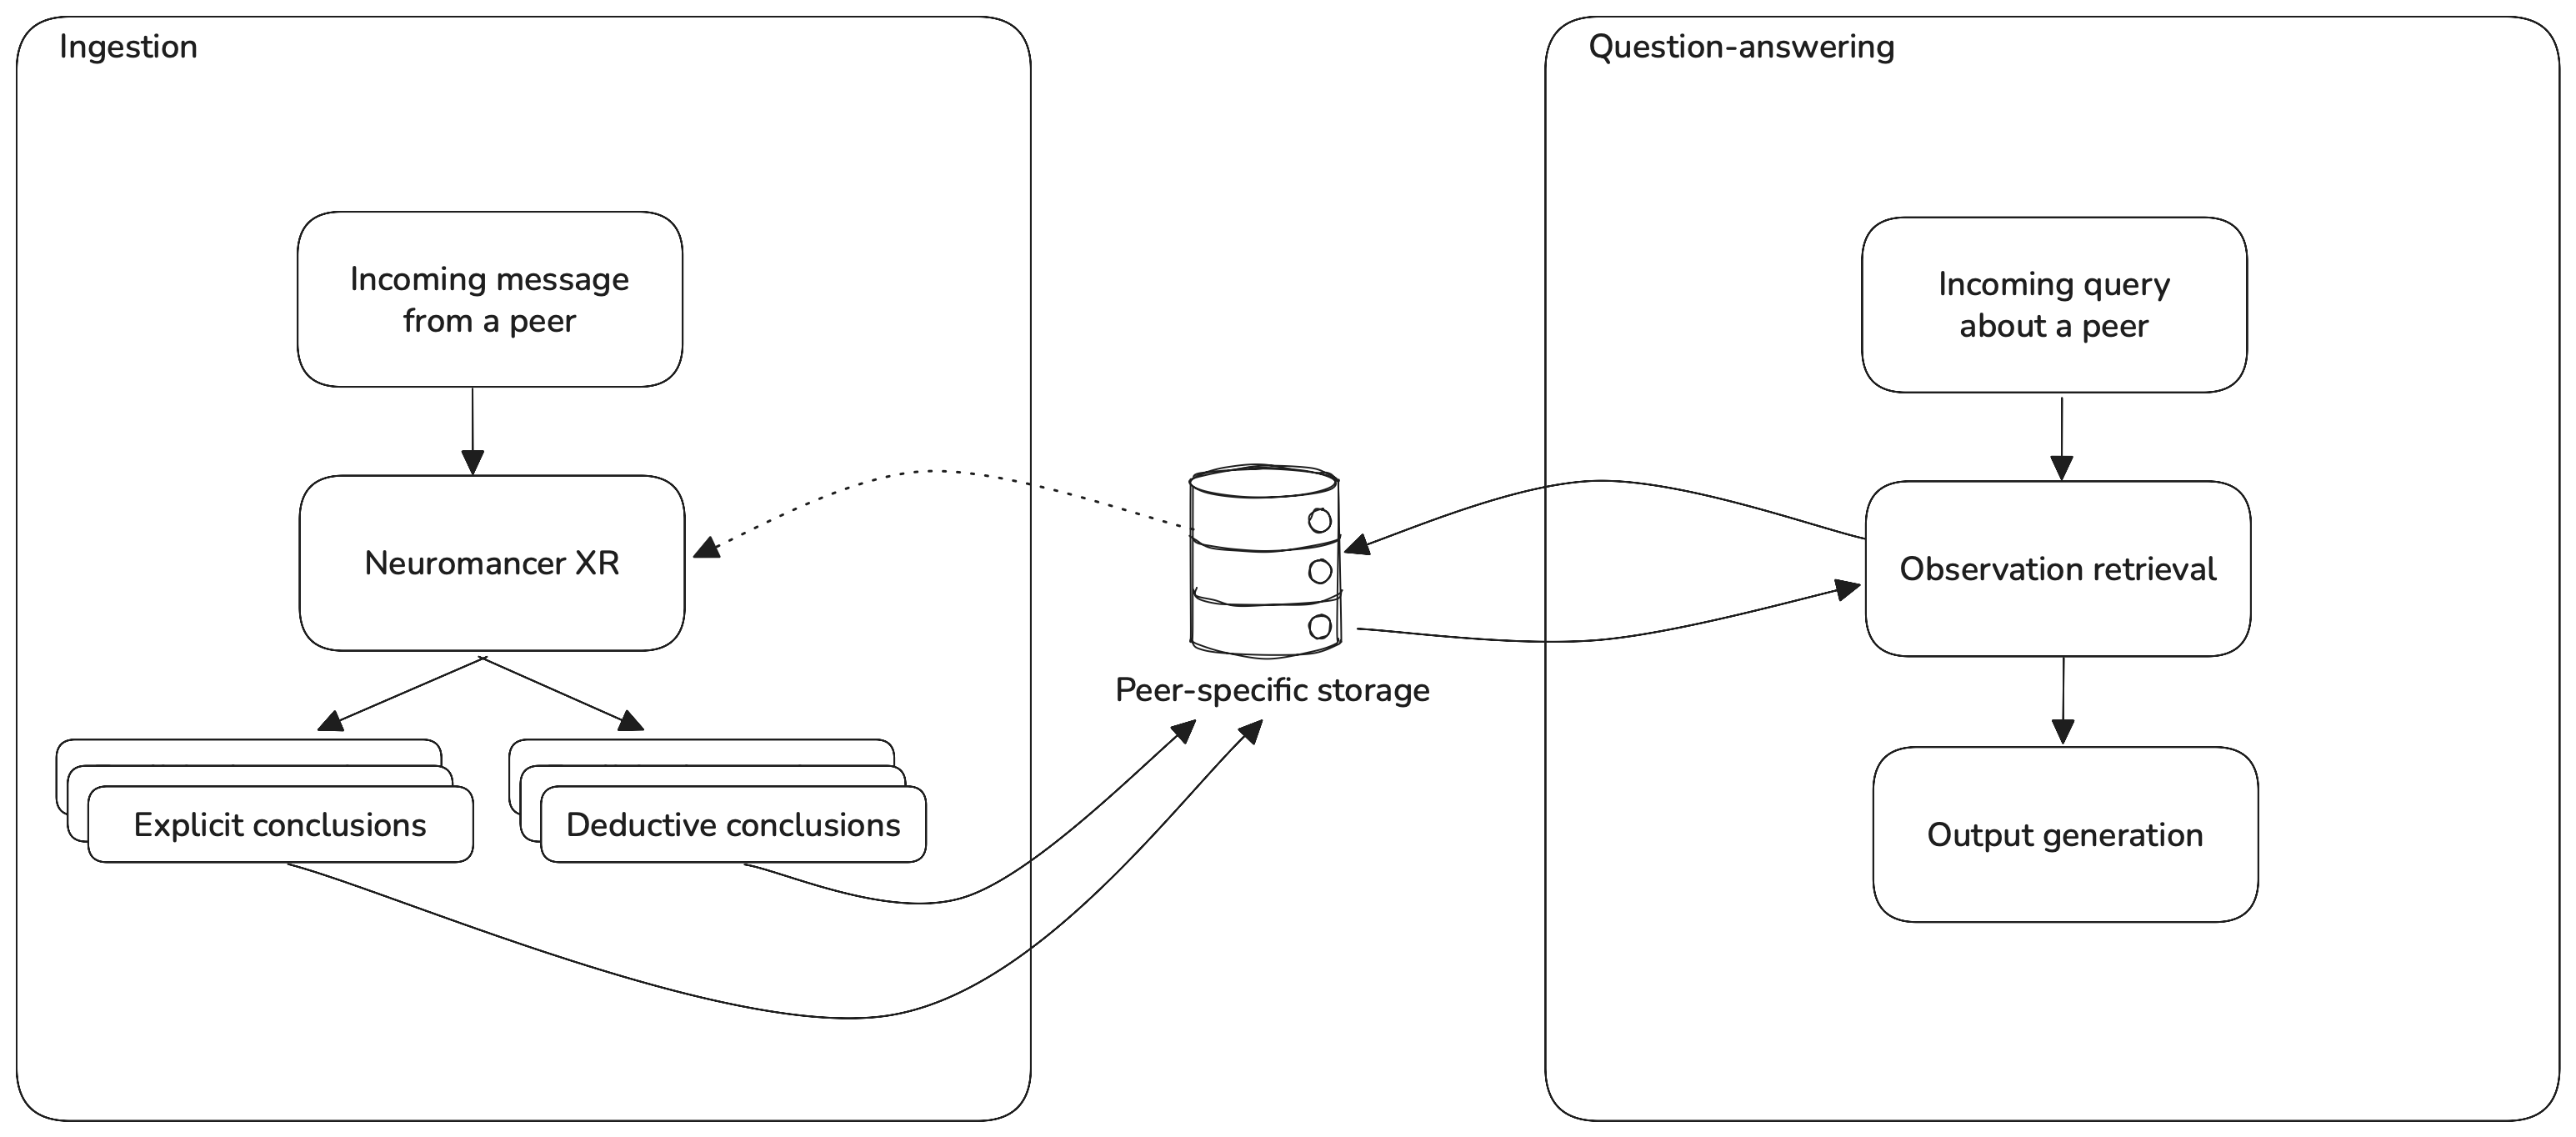 Ingestion
Incoming message
from a peer
Neuromancer XR
Explicit conclusions
Deductive conclusions
Peer-specific storage
Question-answering
Incoming query
about a peer
Observation retrieval
Output generation